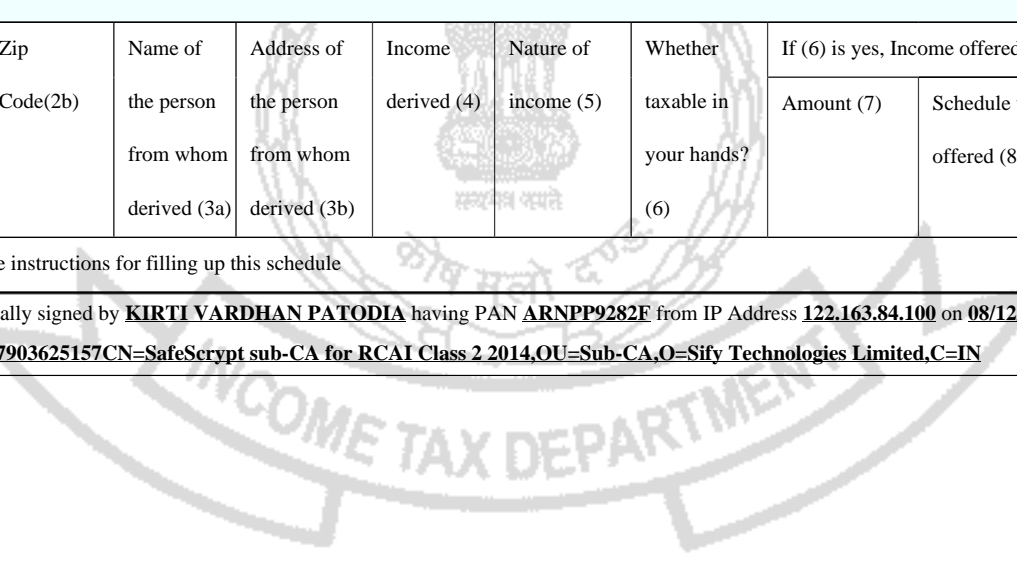 Zip Name of Address of Income Nature of Whether If (6) is yes, Income offered
Code(2b) the person the person derived (4) income (5) taxable in Amount (7) Schedule
from whom from whom your hands? offered (8
derived (3a) derived (3b) (6)
सत्यमेव जयते
e instructions for filling up this schedule
कोष मूलो दण्डः
ally signed by KIRTI VARDHAN PATODIA having PAN ARNPP9282F from IP Address 122.163.84.100 on 08/12
7903625157CN=SafeScrypt sub-CA for RCAI Class 2 2014,OU=Sub-CA,O=Sify Technologies Limited,C=IN
INCOME TAX DEPARTMENT